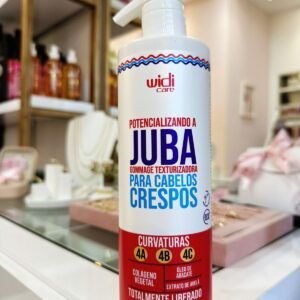 widi
care
POTENCIALIZANDO A
JUBA
GOMMAGE TEXTURIZADORA
PARA CABELOS
CRESPOS
CURVATURAS
4A 4B 4C
COLÁGENO
VEGETAL
ÓLEO DE
ABACATE
EXTRATO DE AVELÃ
TOTALMENTE LIBERADO